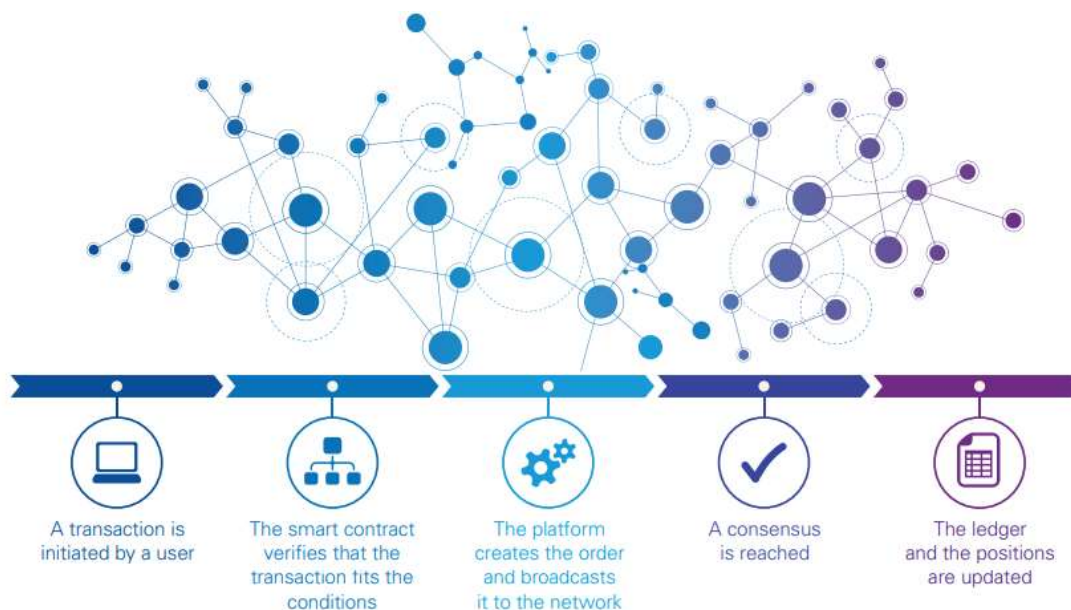 A transaction is
initiated by a user
The smart contract
verifies that the
transaction fits the
conditions
The platform
creates the order
and broadcasts
it to the network
A consensus
is reached
The ledger
and the positions
are updated